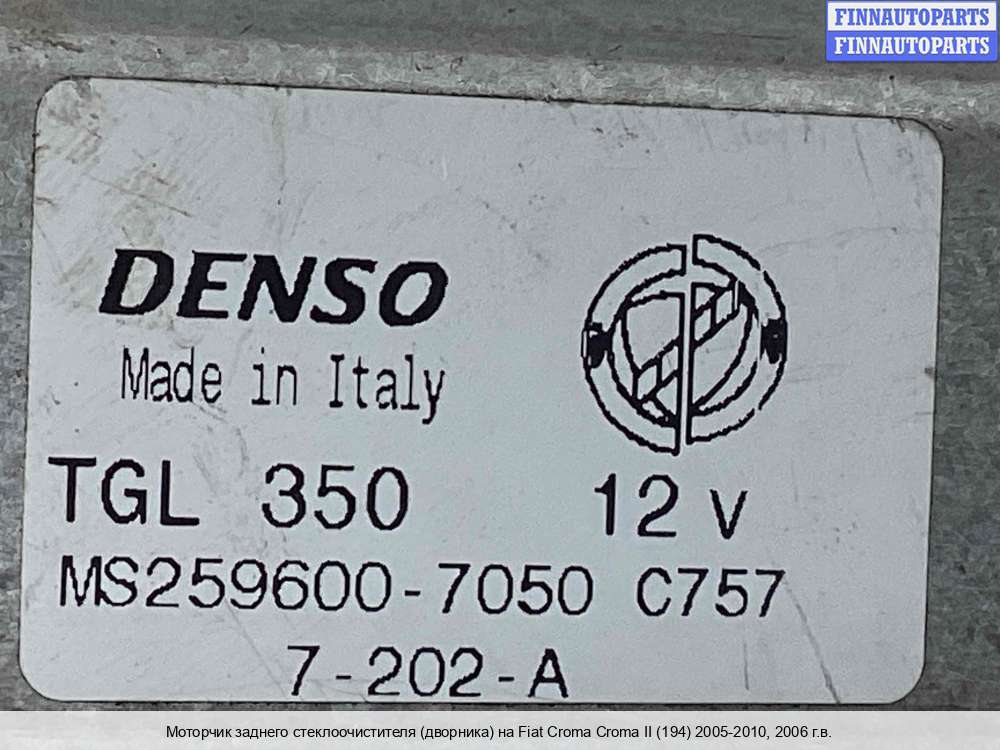 FINNAUTOPARTS
FINNAUTOPARTS
DENSO
Made in Italy
TGL 350 12 V
MS259600-7050 C757
7-202-A
Моторчик заднего стеклоочистителя (дворника) на Fiat Croma Croma II (194) 2005-2010, 2006 г.в.